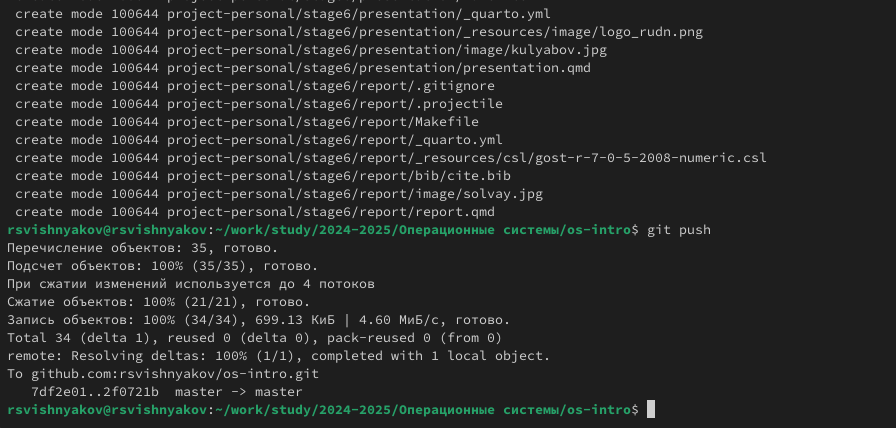 create mode 100644 project-personal/stage6/presentation/_quarto.yml
create mode 100644 project-personal/stage6/presentation/_resources/image/logo_rudn.png
create mode 100644 project-personal/stage6/presentation/image/kulyabov.jpg
create mode 100644 project-personal/stage6/presentation/presentation.qmd
create mode 100644 project-personal/stage6/report/.gitignore
create mode 100644 project-personal/stage6/report/.projectile
create mode 100644 project-personal/stage6/report/Makefile
create mode 100644 project-personal/stage6/report/_quarto.yml
create mode 100644 project-personal/stage6/report/_resources/csl/gost-r-7-0-5-2008-numeric.csl
create mode 100644 project-personal/stage6/report/bib/cite.bib
create mode 100644 project-personal/stage6/report/image/solvay.jpg
create mode 100644 project-personal/stage6/report/report.qmd
rsvishnyakov@rsvishnyakov:~/work/study/2024-2025/Операционные системы/os-intro$ git push
Перечисление объектов: 35, готово.
Подсчет объектов: 100% (35/35), готово.
При сжатии изменений используется до 4 потоков
Сжатие объектов: 100% (21/21), готово.
Запись объектов: 100% (34/34), 699.13 КиБ | 4.60 МиБ/с, готово.
Total 34 (delta 1), reused 0 (delta 0), pack-reused 0 (from 0)
remote: Resolving deltas: 100% (1/1), completed with 1 local object.
To github.com:rsvishnyakov/os-intro.git
7df2e01..2f0721b  master -> master
rsvishnyakov@rsvishnyakov:~/work/study/2024-2025/Операционные системы/os-intro$